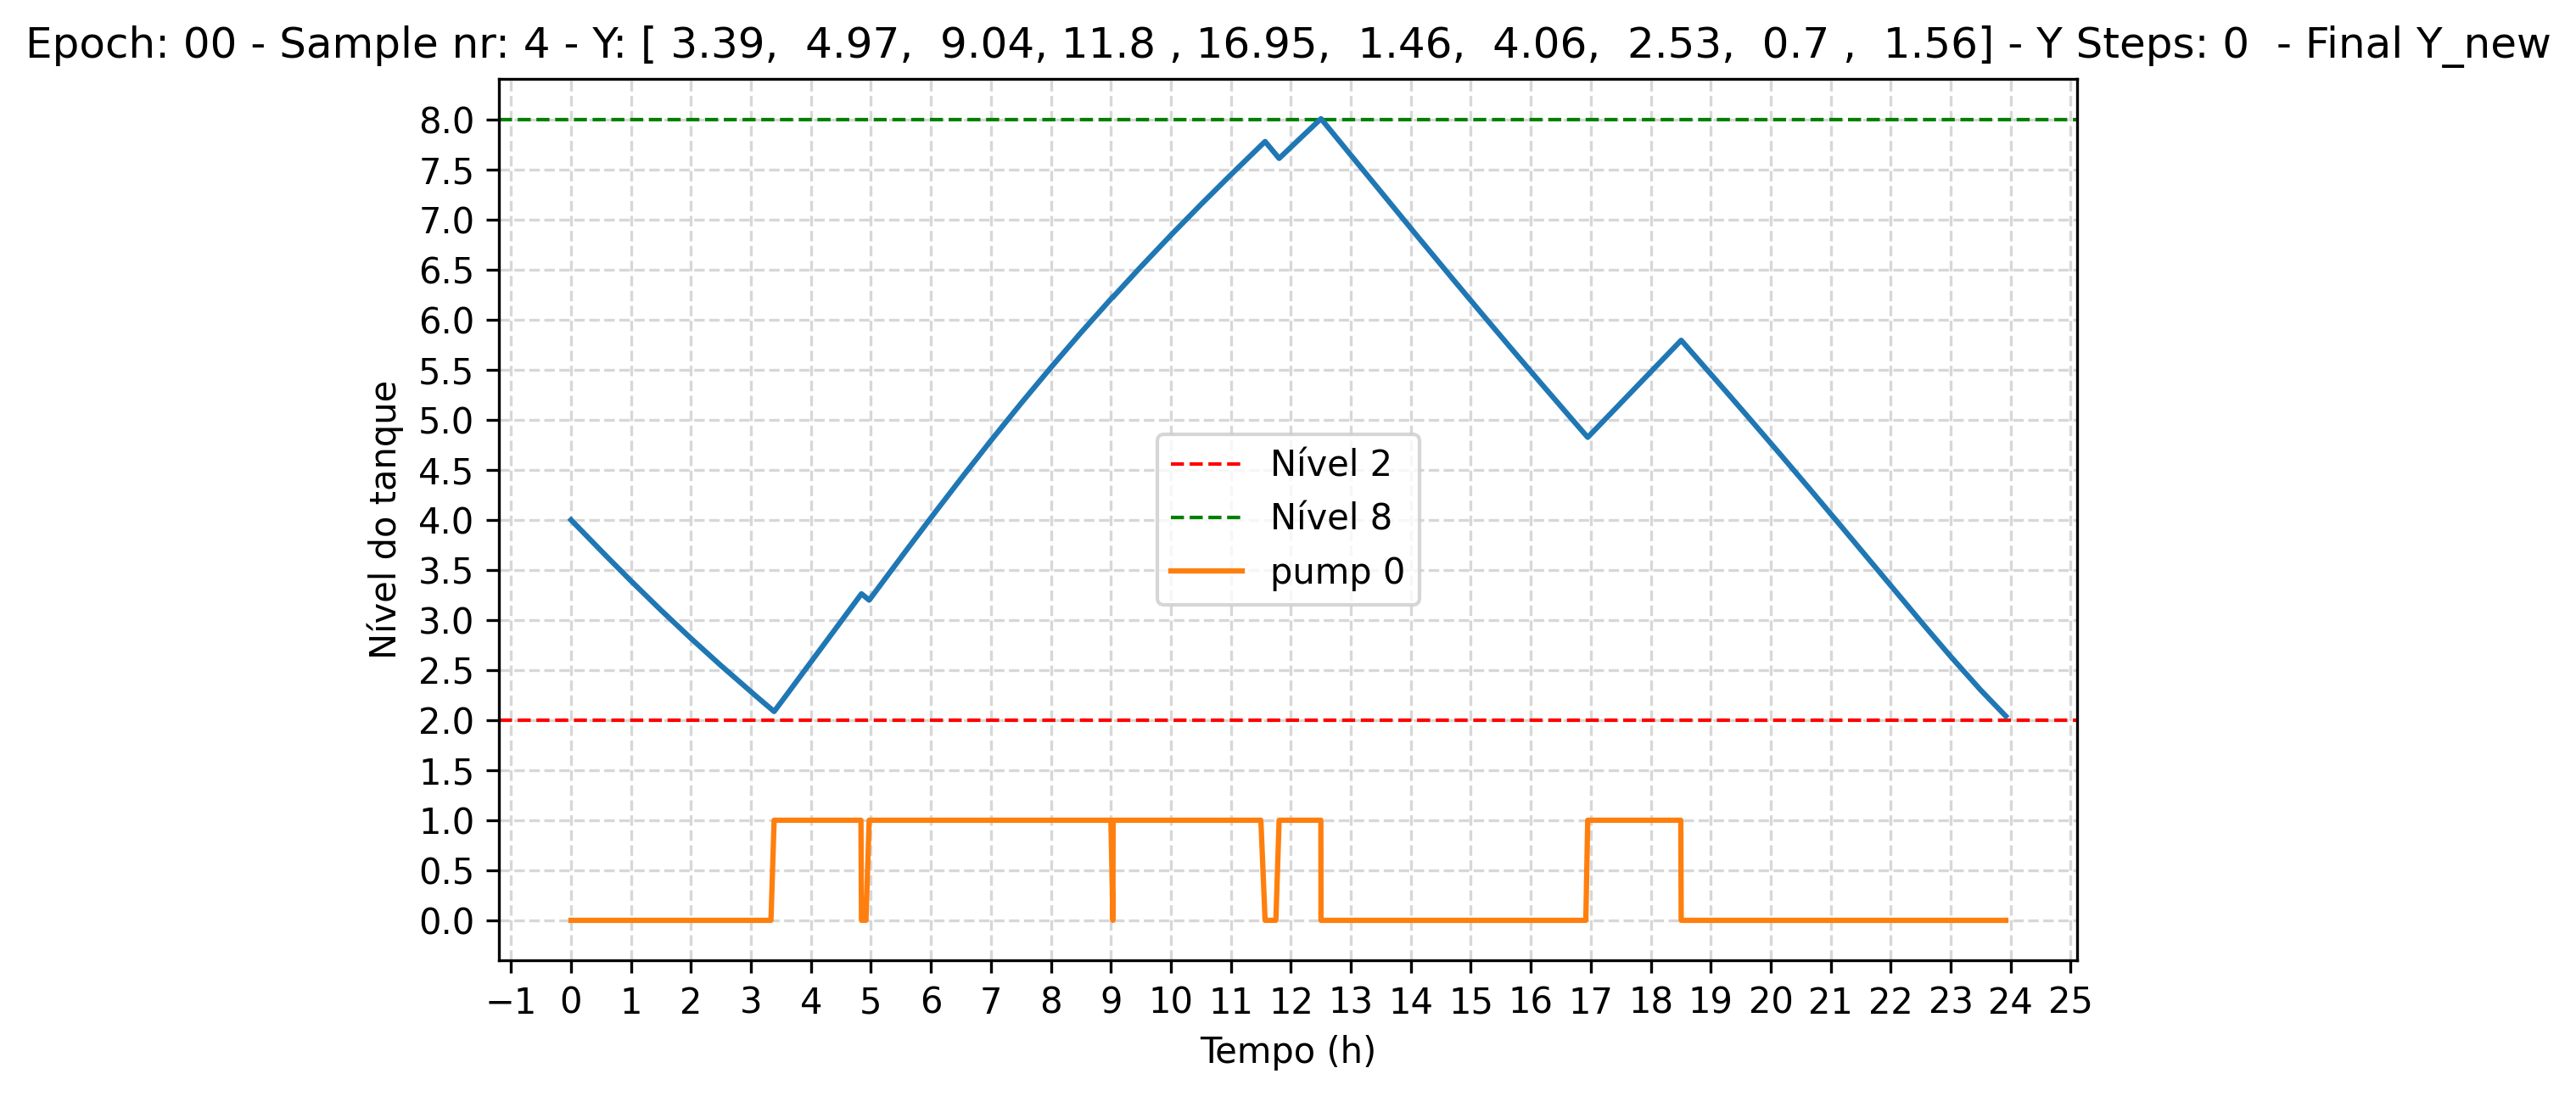 Epoch: 00 - Sample nr: 4 - Y: [ 3.39,  4.97,  9.04, 11.8 , 16.95,  1.46,  4.06,  2.53,  0.7 ,  1.56] - Y Steps: 0  - Final Y_new
8.0
7.5
7.0
6.5
6.0
5.5
5.0
4.5
4.0
3.5
3.0
2.5
2.0
1.5
1.0
0.5
0.0
Nível do tanque
Nível 2
Nível 8
pump 0
−1 0 1 2 3 4 5 6 7 8 9 10 11 12 13 14 15 16 17 18 19 20 21 22 23 24 25
Tempo (h)